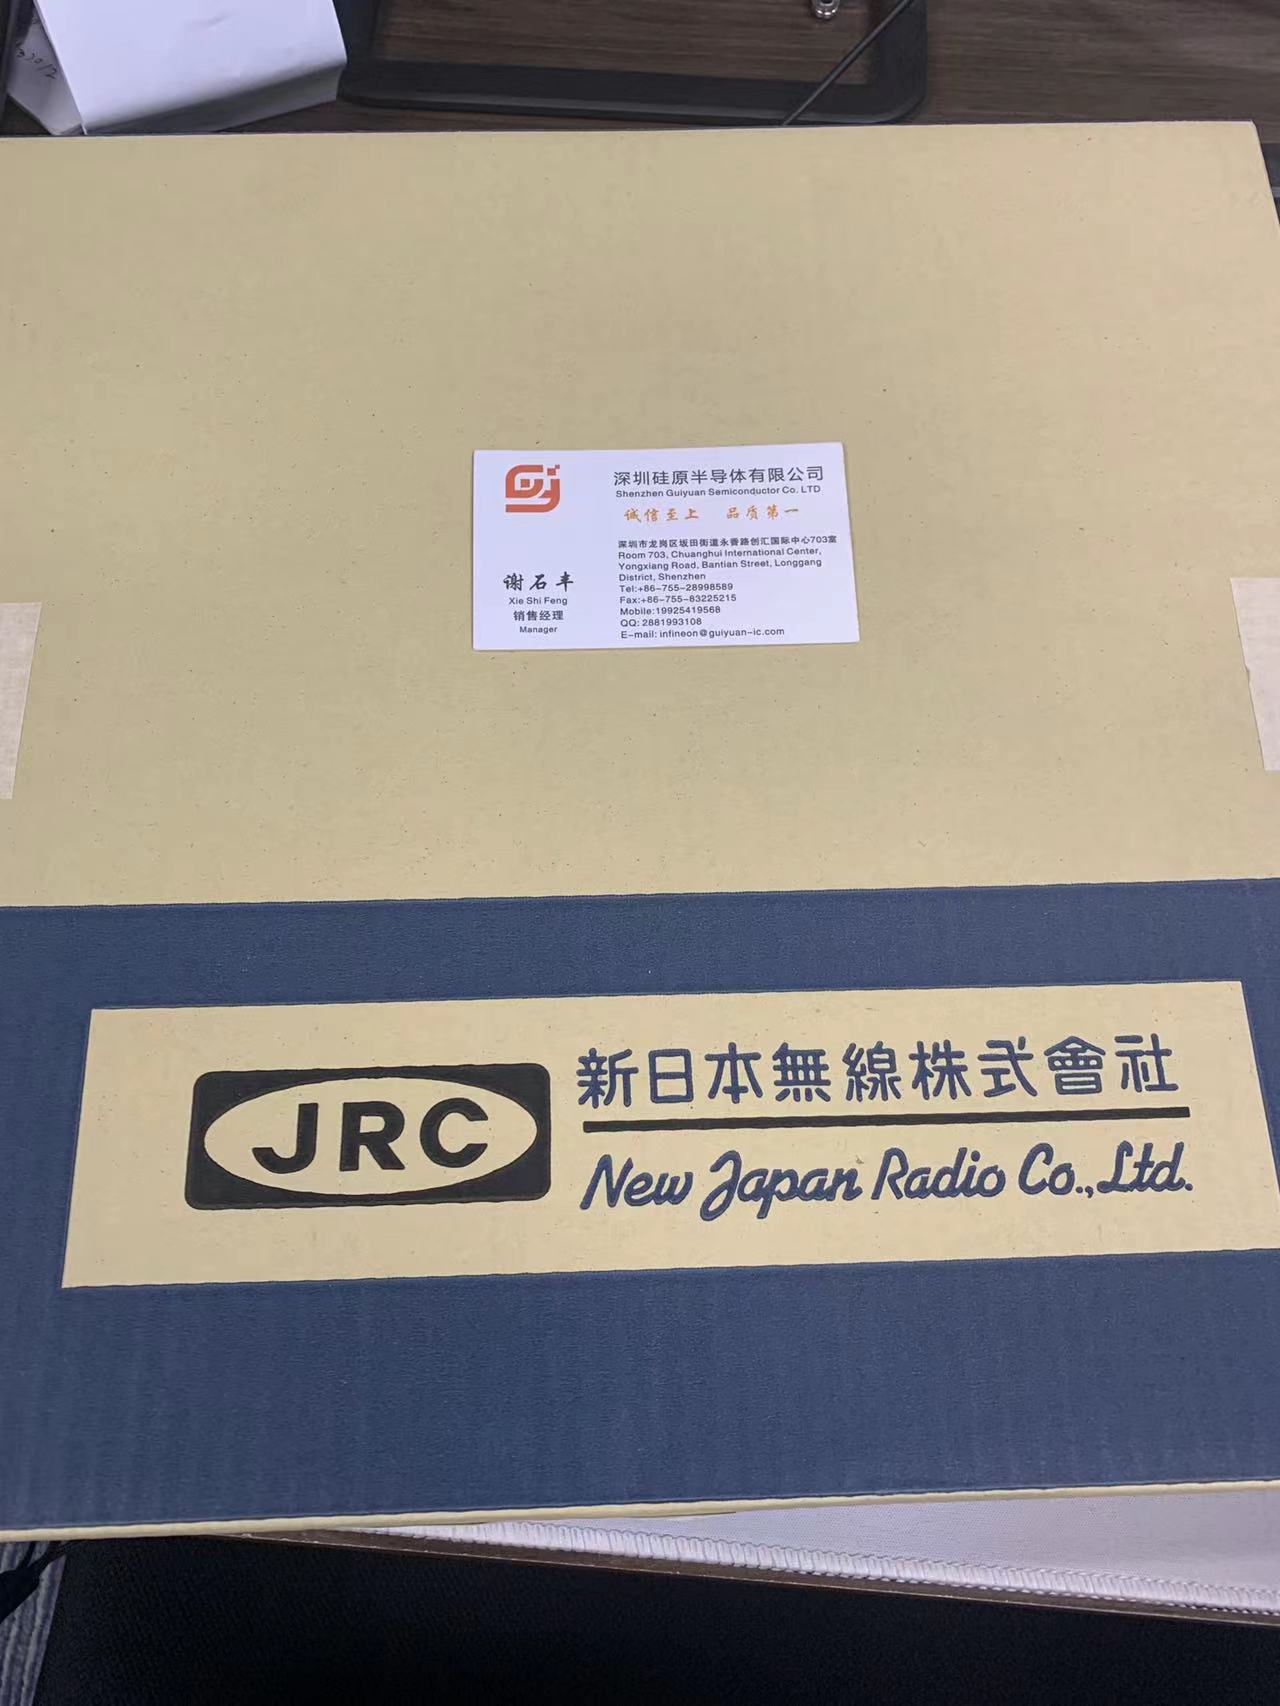 深圳硅原半导体有限公司
Shenzhen Guiyuan Semiconductor Co. LTD
诚信至上 品质第一
深圳市龙岗区坂田街道永香路创汇国际中心703室
Room 703, Chuanghui International Center,
Yongxiang Road, Bantian Street, Longgang
District, Shenzhen
Tel:+86-755-28998589
Fax:+86-755-83225215
Mobile:19925419568
QQ: 2881993108
E-mail: infineon@guiyuan-ic.com
谢石丰
Xie Shi Feng
销售经理
Manager
JRC
新日本無線株式會社
New Japan Radio Co.,Ltd.